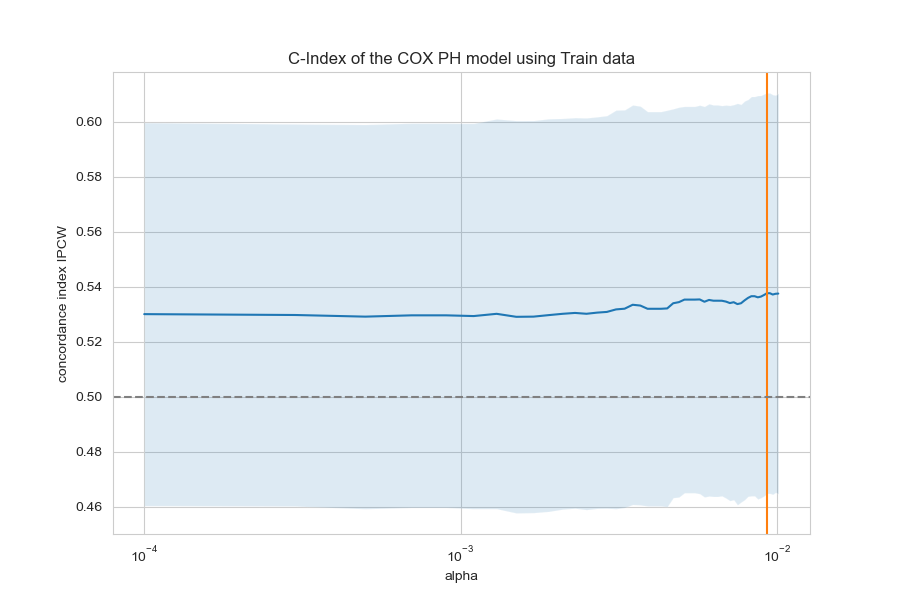 C-Index of the COX PH model using Train data
concordance index IPCW
0.60
0.58
0.56
0.54
0.52
0.50
0.48
0.46
10⁻⁴ 10⁻³ 10⁻²
alpha